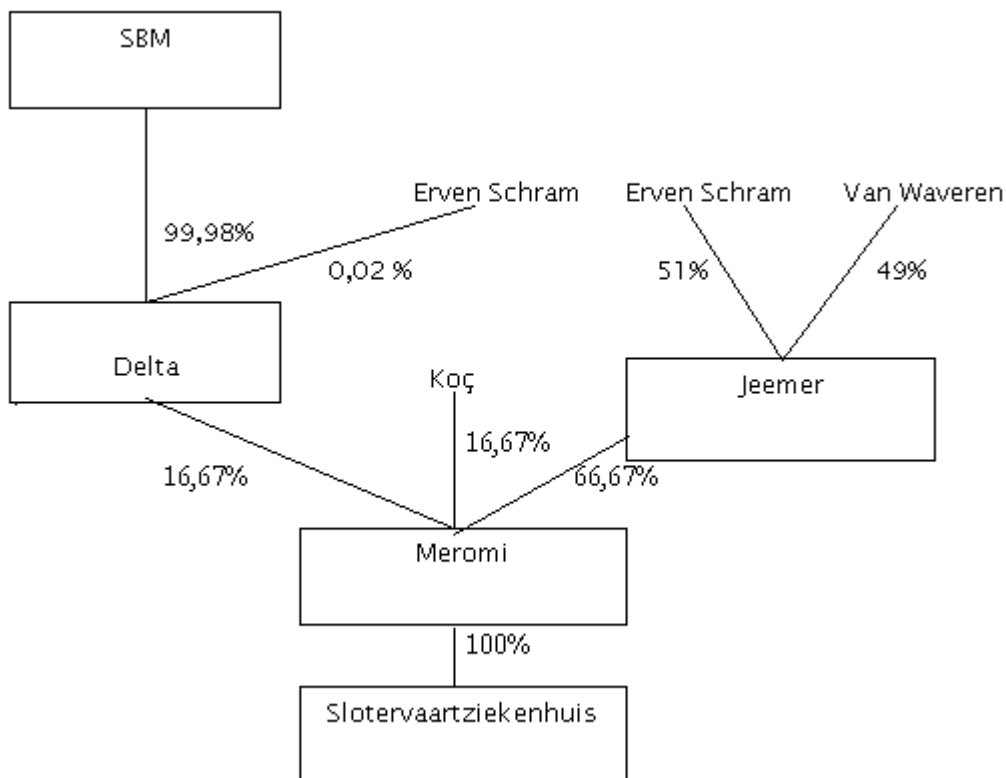 SBM
Erven Schram
Erven Schram
Van Waveren
99,98%
0,02 %
51%
49%
Delta
Koç
Jeemer
16,67%
16,67%
66,67%
Meromi
100%
Slotervaartziekenhuis